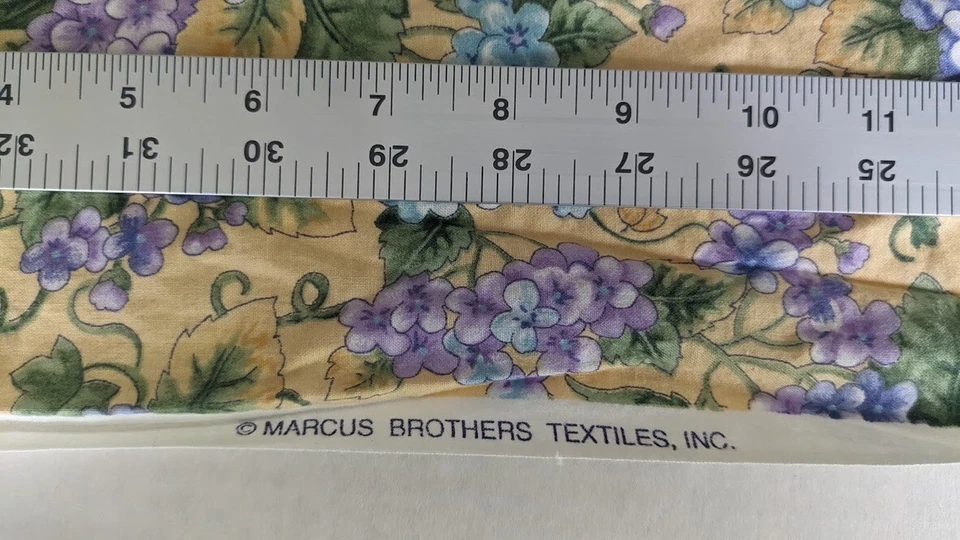 4 5 6 7 8 9 10 11
32 31 30 29 28 27 26 25
© MARCUS BROTHERS TEXTILES, INC.